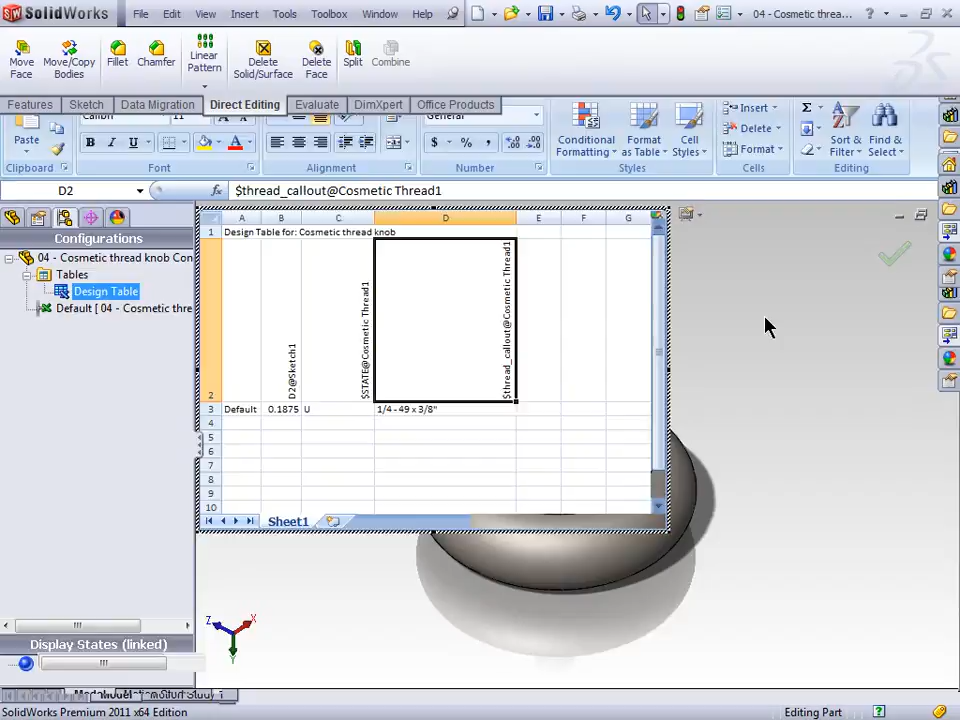 SolidWorks File Edit View Insert Tools Toolbox Window Help 04 - Cosmetic threa...
Move Face Move/Copy Bodies Fillet Chamfer Linear Pattern Delete Solid/Surface Delete Face Split Combine
Features Sketch Data Migration Direct Editing Evaluate DimXpert Office Products
Calibri 11 General Insert
Paste B I U A $ % , Conditional Formatting Format as Table Cell Styles Delete Format Σ Sort & Filter Find & Select
Clipboard Font Alignment Number Styles Cells Editing
D2 fx $thread_callout@Cosmetic Thread1
A B C D E F G
1 Design Table for: Cosmetic thread knob
2 D2@Sketch1 $STATE@Cosmetic Thread1 $thread_callout@Cosmetic Thread1
3 Default 0.1875 U 1/4 - 49 x 3/8"
4
5
6
7
8
9
10
Sheet1
Configurations
04 - Cosmetic thread knob Con
Tables
Design Table
Default [ 04 - Cosmetic thre
Display States (linked)
Z X Y
SolidWorks Premium 2011 x64 Edition Editing Part